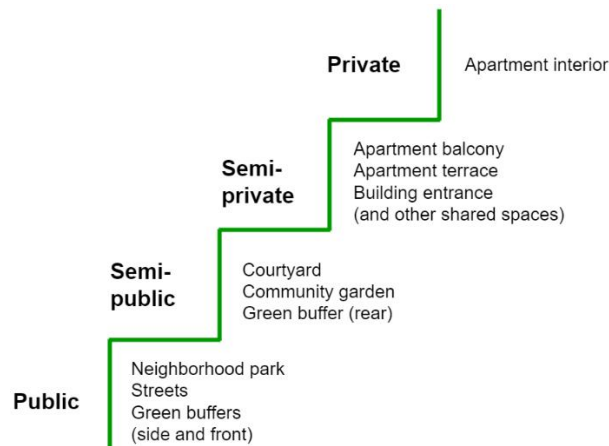 Private
Apartment interior
Semi-
private
Apartment balcony
Apartment terrace
Building entrance
(and other shared spaces)
Semi-
public
Courtyard
Community garden
Green buffer (rear)
Public
Neighborhood park
Streets
Green buffers
(side and front)